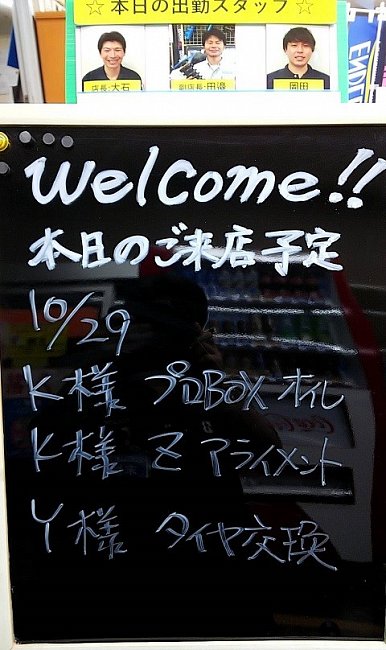 ☆本日の出勤スタッフ☆
店長:大石
副店長:田邉
岡田
Welcome!!
本日のご来店予定
10/29
K様 プロBOX オイル
K様 Z アライメント
Y様 タイヤ交換